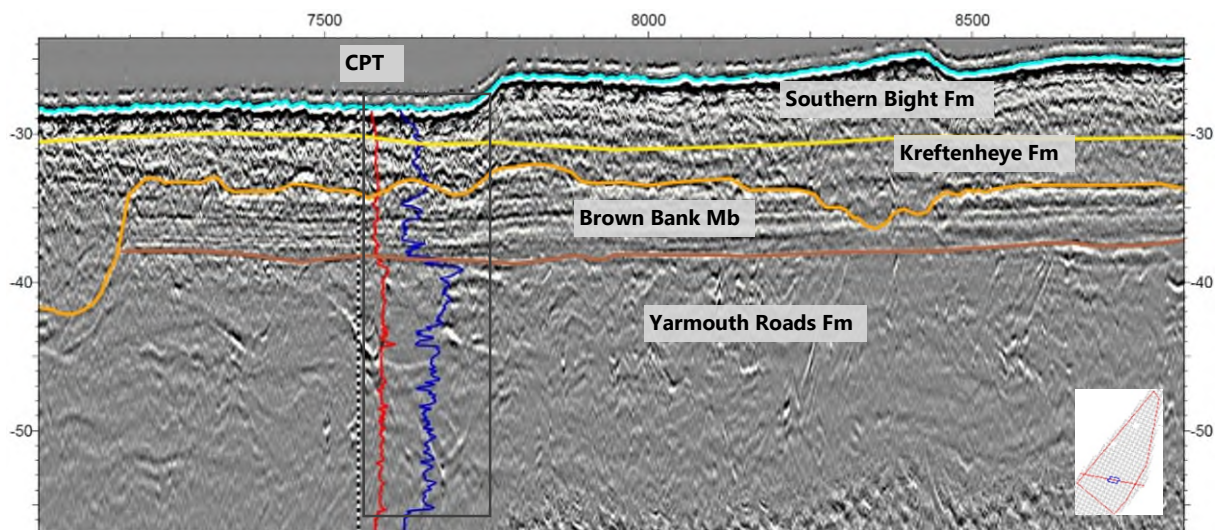 7500 8000 8500
CPT
Southern Bight Fm
-30 -30
Kreftenheye Fm
Brown Bank Mb
-40 -40
Yarmouth Roads Fm
-50 -50